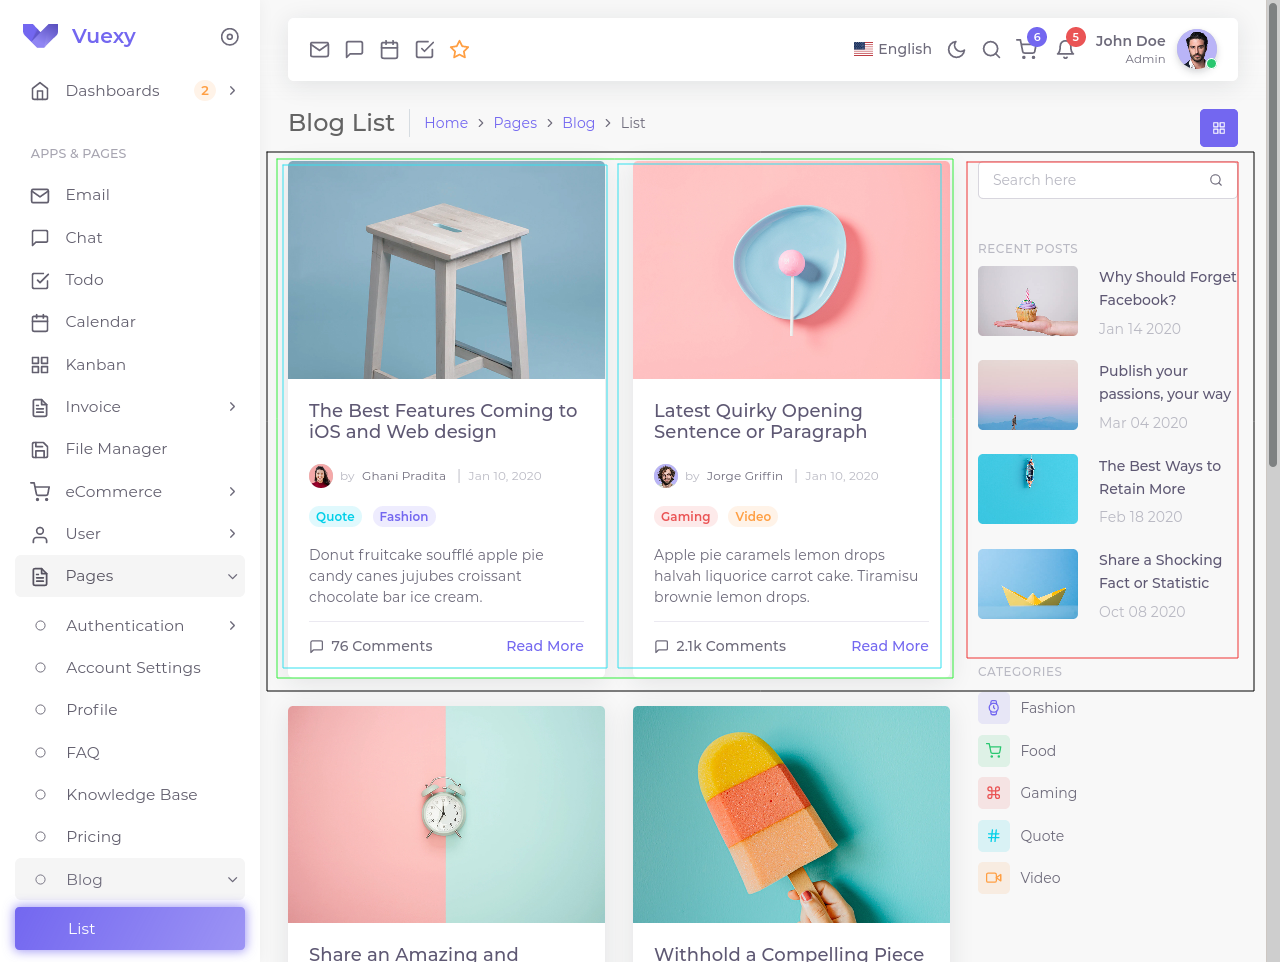 Vuexy
Dashboards 2
APPS & PAGES
Email
Chat
Todo
Calendar
Kanban
Invoice
File Manager
eCommerce
User
Pages
Authentication
Account Settings
Profile
FAQ
Knowledge Base
Pricing
Blog
List
English
6
5
John Doe
Admin
Blog List
Home > Pages > Blog > List
The Best Features Coming to
iOS and Web design
by Ghani Pradita | Jan 10, 2020
Quote Fashion
Donut fruitcake soufflé apple pie
candy canes jujubes croissant
chocolate bar ice cream.
76 Comments Read More
Latest Quirky Opening
Sentence or Paragraph
by Jorge Griffin | Jan 10, 2020
Gaming Video
Apple pie caramels lemon drops
halvah liquorice carrot cake. Tiramisu
brownie lemon drops.
2.1k Comments Read More
Share an Amazing and
Withhold a Compelling Piece
Search here
RECENT POSTS
Why Should Forget
Facebook?
Jan 14 2020
Publish your
passions, your way
Mar 04 2020
The Best Ways to
Retain More
Feb 18 2020
Share a Shocking
Fact or Statistic
Oct 08 2020
CATEGORIES
Fashion
Food
Gaming
Quote
Video